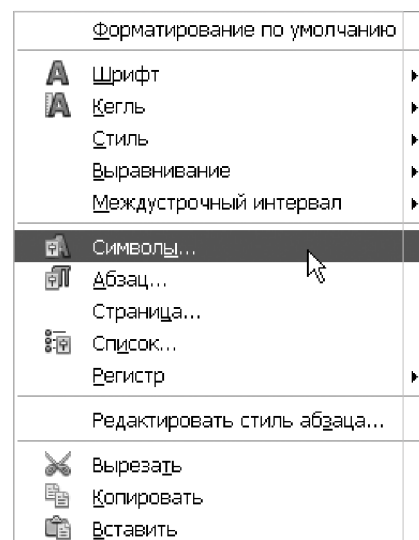 Форматирование по умолчанию
Шрифт
Кегль
Стиль
Выравнивание
Междустрочный интервал
Символы...
Абзац...
Страница...
Список...
Регистр
Редактировать стиль абзаца...
Вырезать
Копировать
Вставить